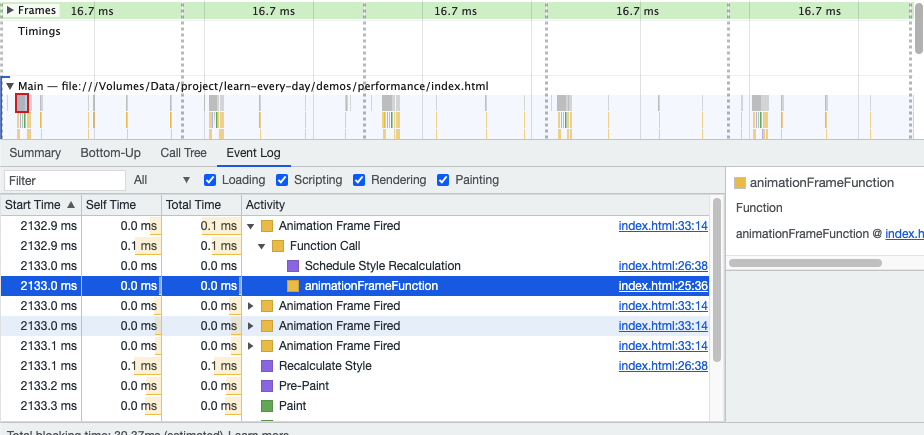 Frames 16.7 ms 16.7 ms 16.7 ms 16.7 ms 16.7 ms
Timings
Main — file:///Volumes/Data/project/learn-every-day/demos/performance/index.html
Summary Bottom-Up Call Tree Event Log
Filter All Loading Scripting Rendering Painting
Start Time Self Time Total Time Activity
2132.9 ms 0.0 ms 0.1 ms Animation Frame Fired index.html:33:14
2132.9 ms 0.1 ms 0.1 ms Function Call
2133.0 ms 0.0 ms 0.0 ms Schedule Style Recalculation index.html:26:38
2133.0 ms 0.0 ms 0.0 ms animationFrameFunction index.html:25:36
2133.0 ms 0.0 ms 0.0 ms Animation Frame Fired index.html:33:14
2133.0 ms 0.0 ms 0.0 ms Animation Frame Fired index.html:33:14
2133.1 ms 0.0 ms 0.0 ms Animation Frame Fired index.html:33:14
2133.1 ms 0.1 ms 0.1 ms Recalculate Style index.html:26:38
2133.2 ms 0.0 ms 0.0 ms Pre-Paint
2133.3 ms 0.0 ms 0.0 ms Paint
animationFrameFunction
Function
animationFrameFunction @ index.h
Total blocking time: 39.37ms (estimated) Learn more